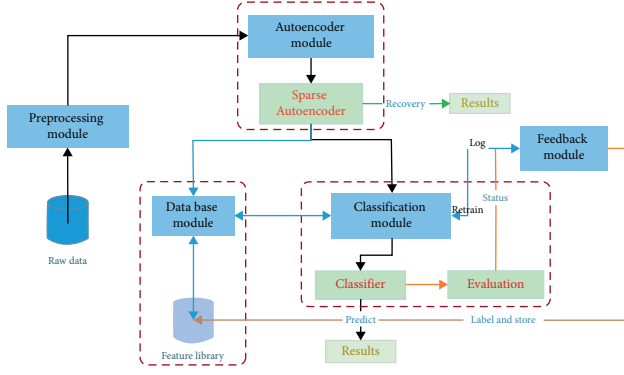 Autoencoder
module
Sparse
Autoencoder
Recovery
Results
Preprocessing
module
Raw data
Log
Feedback
module
Status
Retrain
Data base
module
Classification
module
Classifier
Evaluation
Predict
Label and store
Feature library
Results